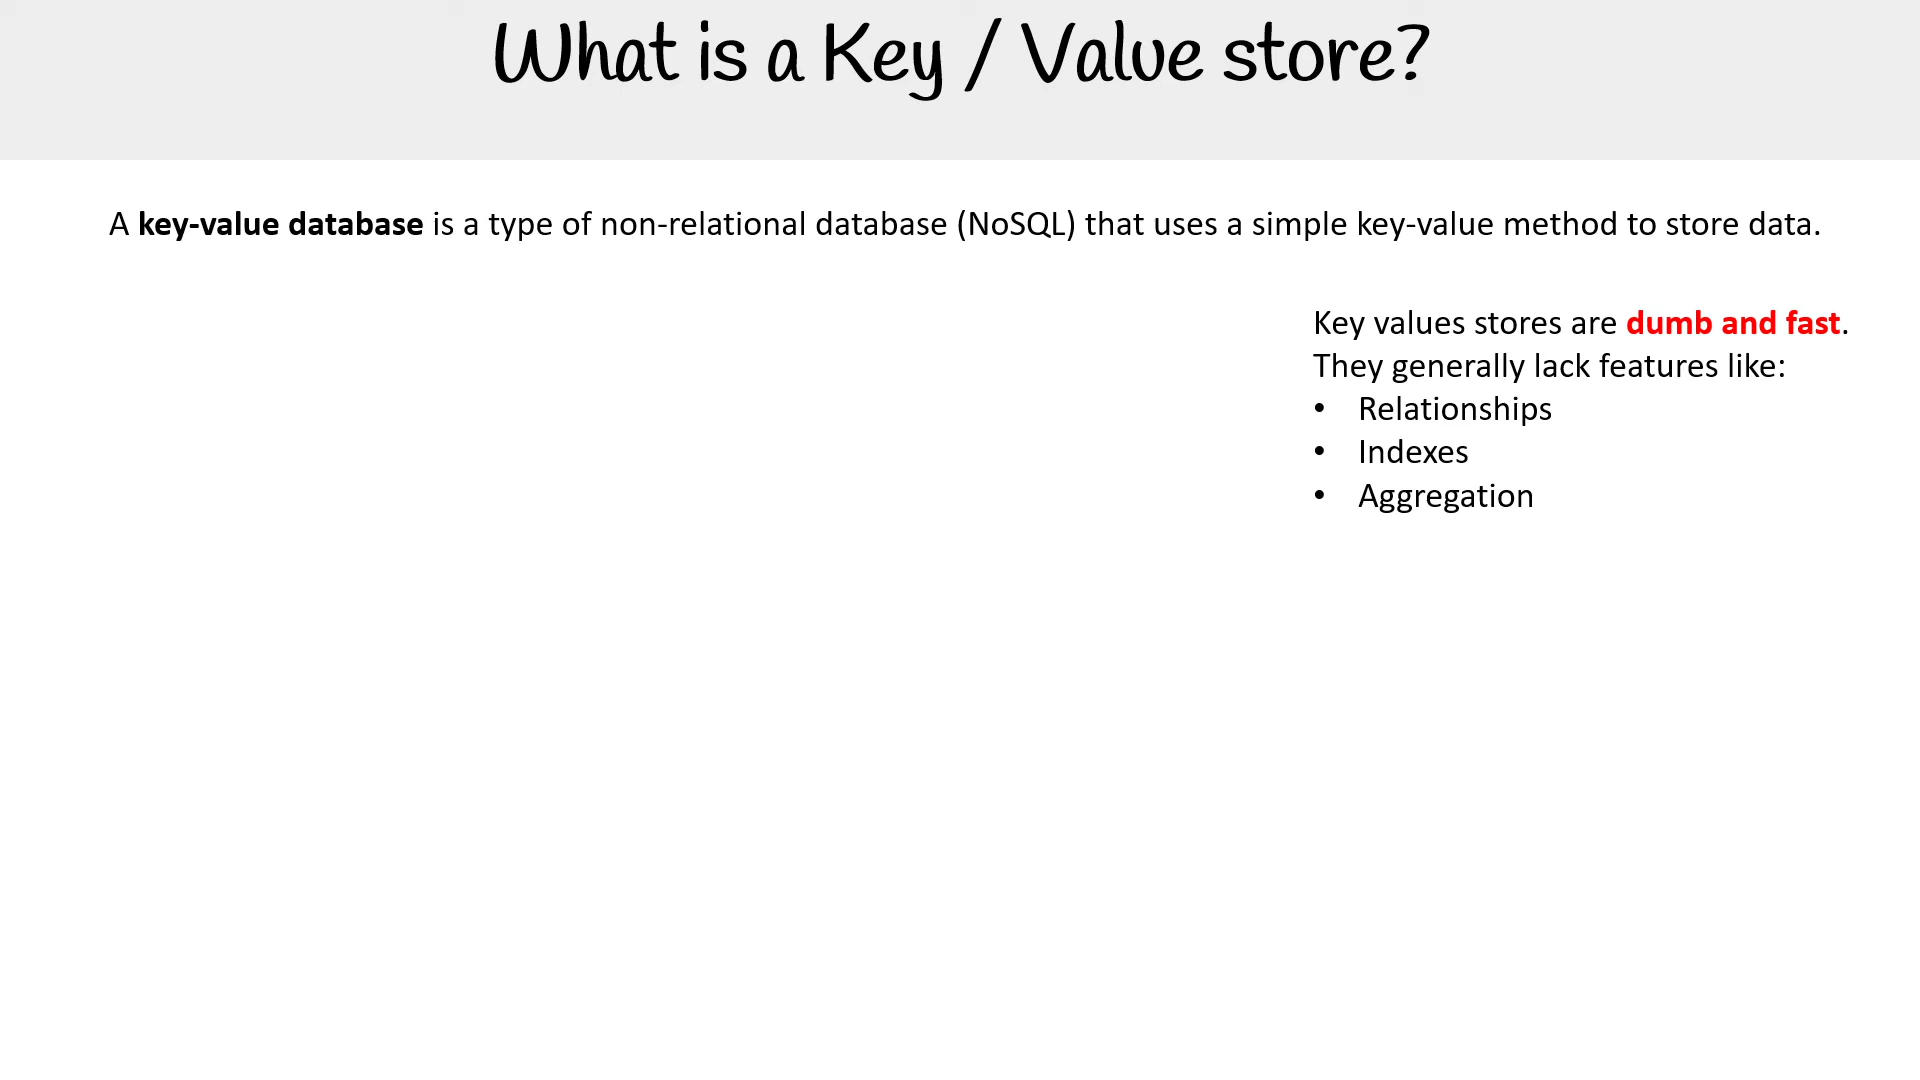 What is a Key / Value store?
A key-value database is a type of non-relational database (NoSQL) that uses a simple key-value method to store data.
Key values stores are dumb and fast.
They generally lack features like:
• Relationships
• Indexes
• Aggregation